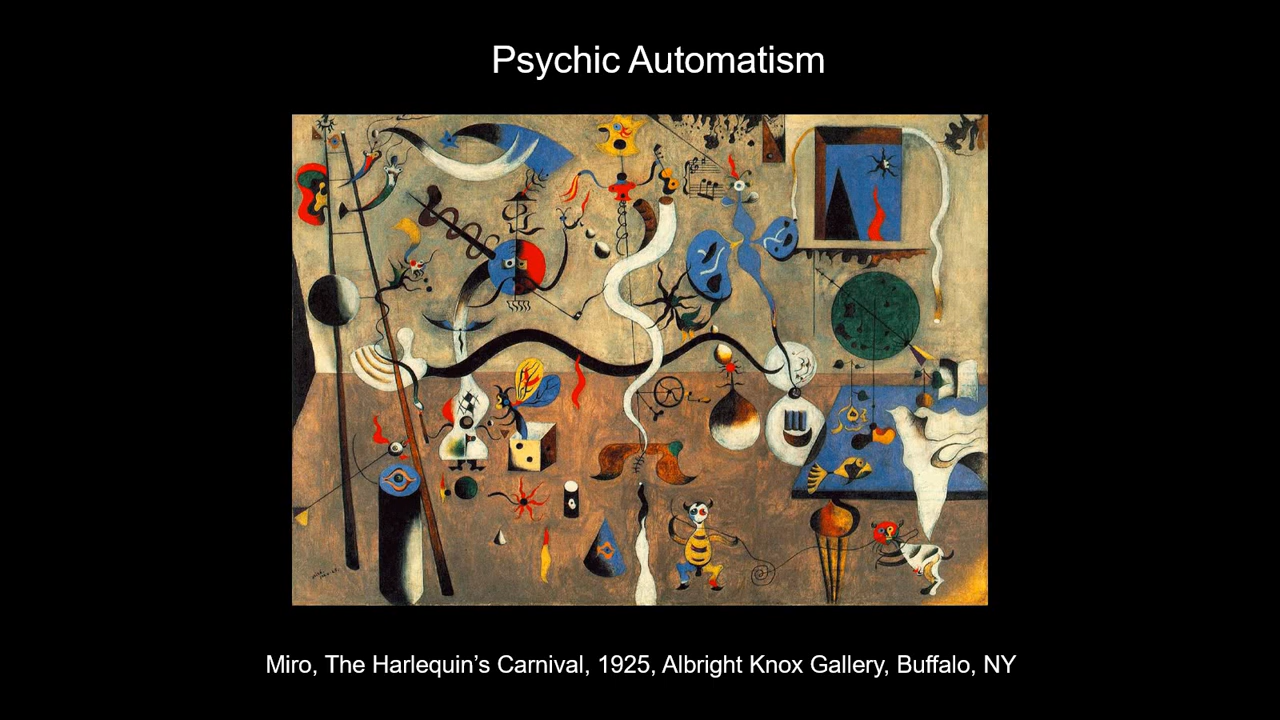 Psychic Automatism
Miro, The Harlequin’s Carnival, 1925, Albright Knox Gallery, Buffalo, NY